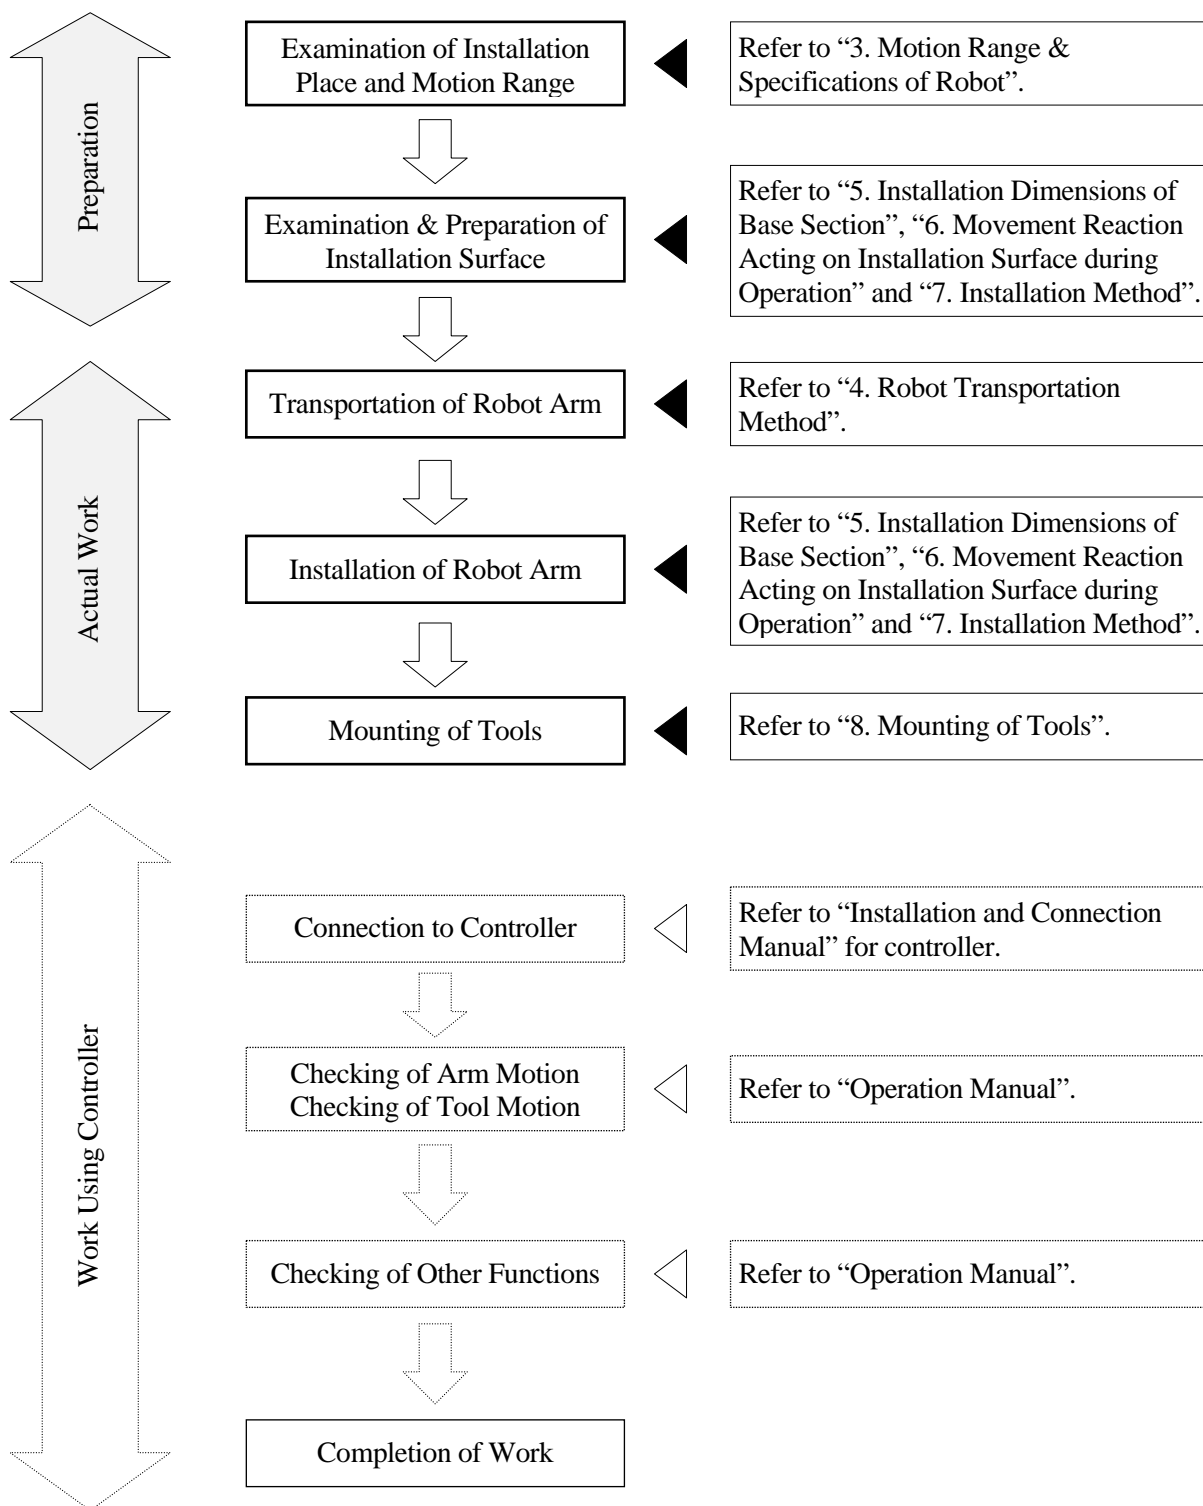 Preparation
Examination of Installation
Place and Motion Range
Refer to “3. Motion Range &
Specifications of Robot”.
Examination & Preparation of
Installation Surface
Refer to “5. Installation Dimensions of
Base Section”, “6. Movement Reaction
Acting on Installation Surface during
Operation” and “7. Installation Method”.
Actual Work
Transportation of Robot Arm
Refer to “4. Robot Transportation
Method”.
Installation of Robot Arm
Refer to “5. Installation Dimensions of
Base Section”, “6. Movement Reaction
Acting on Installation Surface during
Operation” and “7. Installation Method”.
Mounting of Tools
Refer to “8. Mounting of Tools”.
Work Using Controller
Connection to Controller
Refer to “Installation and Connection
Manual” for controller.
Checking of Arm Motion
Checking of Tool Motion
Refer to “Operation Manual”.
Checking of Other Functions
Refer to “Operation Manual”.
Completion of Work